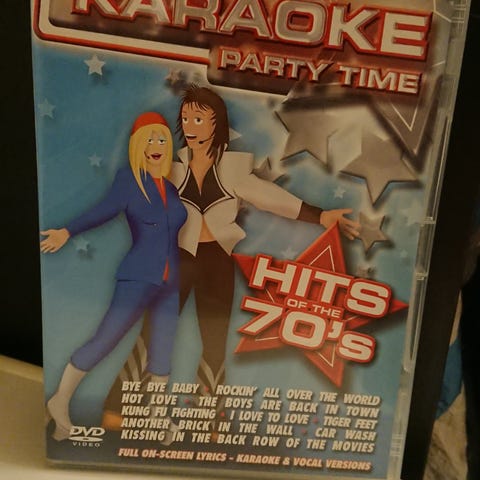 KARAOKE
PARTY TIME
HITS
OF THE
70's
BYE BYE BABY • ROCKIN' ALL OVER THE WORLD
HOT LOVE • THE BOYS ARE BACK IN TOWN
KUNG FU FIGHTING • I LOVE TO LOVE • TIGER FEET
ANOTHER BRICK IN THE WALL • CAR WASH
KISSING IN THE BACK ROW OF THE MOVIES
DVD
VIDEO
FULL ON-SCREEN LYRICS - KARAOKE & VOCAL VERSIONS